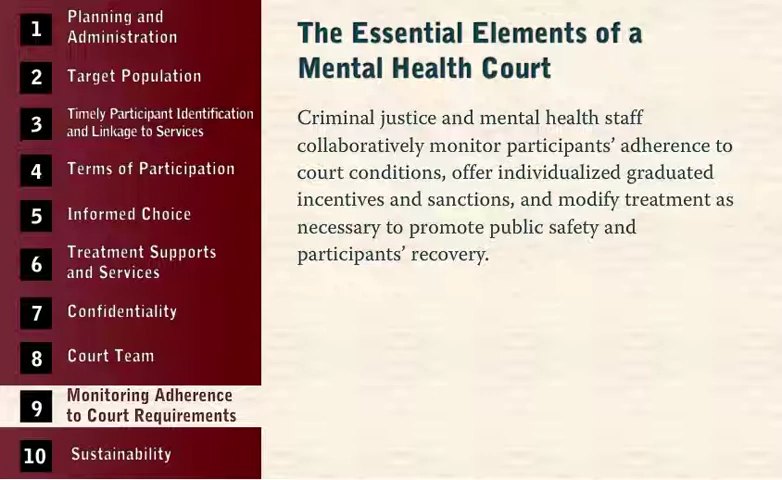 1 Planning and
Administration
2 Target Population
3 Timely Participant Identification
and Linkage to Services
4 Terms of Participation
5 Informed Choice
6 Treatment Supports
and Services
7 Confidentiality
8 Court Team
9 Monitoring Adherence
to Court Requirements
10 Sustainability
The Essential Elements of a
Mental Health Court
Criminal justice and mental health staff
collaboratively monitor participants’ adherence to
court conditions, offer individualized graduated
incentives and sanctions, and modify treatment as
necessary to promote public safety and
participants’ recovery.